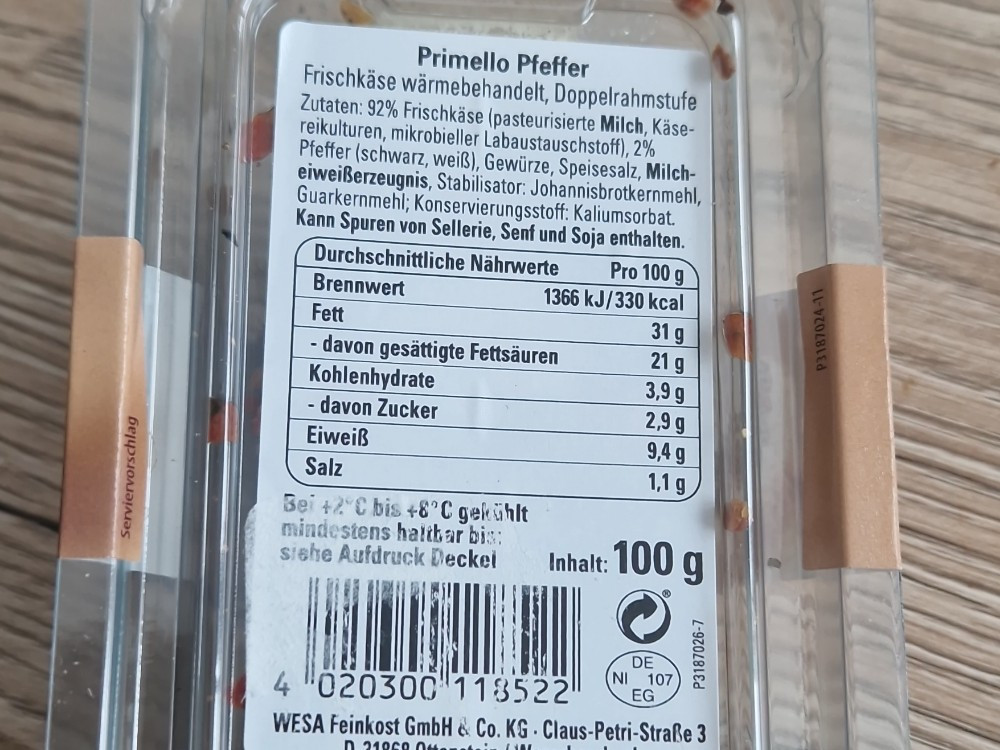 Primello Pfeffer
Frischkäse wärmebehandelt, Doppelrahmstufe
Zutaten: 92% Frischkäse (pasteurisierte Milch, Käse-
reikulturen, mikrobieller Labaustauschstoff), 2%
Pfeffer (schwarz, weiß), Gewürze, Speisesalz, Milch-
eiweißerzeugnis, Stabilisator: Johannisbrotkernmehl,
Guarkernmehl; Konservierungsstoff: Kaliumsorbat.
Kann Spuren von Sellerie, Senf und Soja enthalten.
Durchschnittliche Nährwerte Pro 100 g
Brennwert 1366 kJ/330 kcal
Fett 31 g
- davon gesättigte Fettsäuren 21 g
Kohlenhydrate 3,9 g
- davon Zucker 2,9 g
Eiweiß 9,4 g
Salz 1,1 g
Bei +2°C bis +8°C gekühlt
mindestens haltbar bis:
siehe Aufdruck Deckel
Inhalt: 100 g
4 020300 118522
DE
NI 107
EG
P3187026-7
WESA Feinkost GmbH & Co. KG · Claus-Petri-Straße 3
Serviervorschlag
P3187024-11